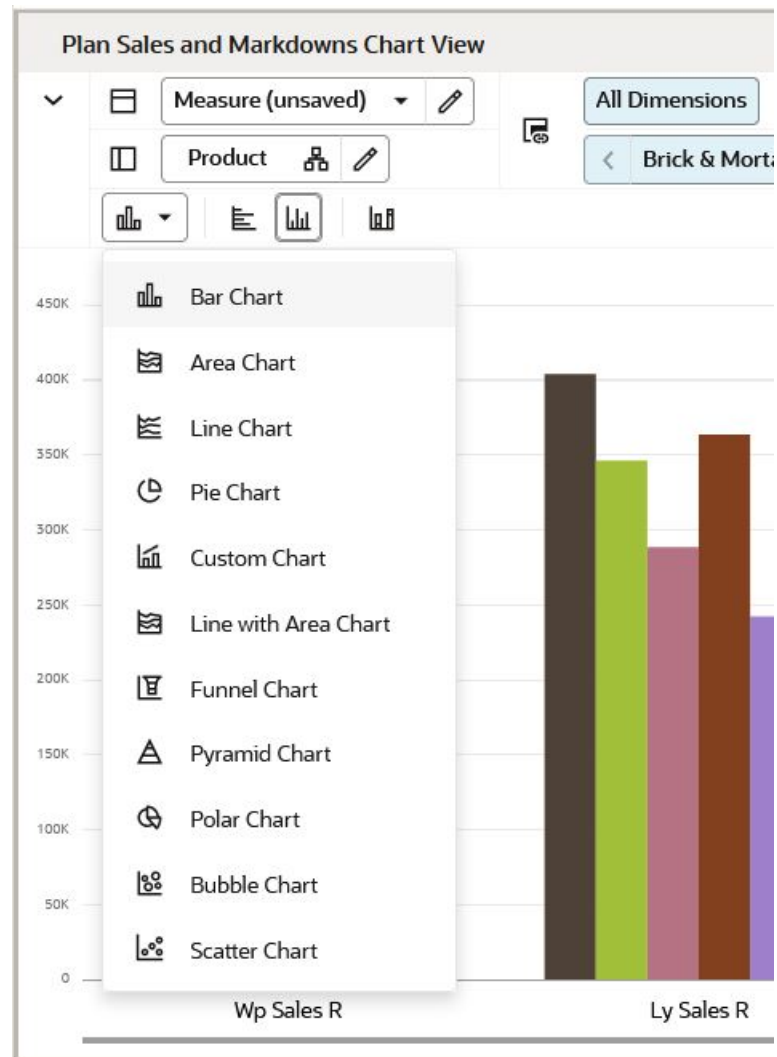 Plan Sales and Markdowns Chart View
Measure (unsaved)
All Dimensions
Product
Brick &
Bar Chart
Area Chart
Line Chart
Pie Chart
Custom Chart
Line with Area Chart
Funnel Chart
Pyramid Chart
Polar Chart
Bubble Chart
Scatter Chart
450K
400K
350K
300K
250K
200K
150K
100K
50K
0
Wp Sales R
Ly Sales R